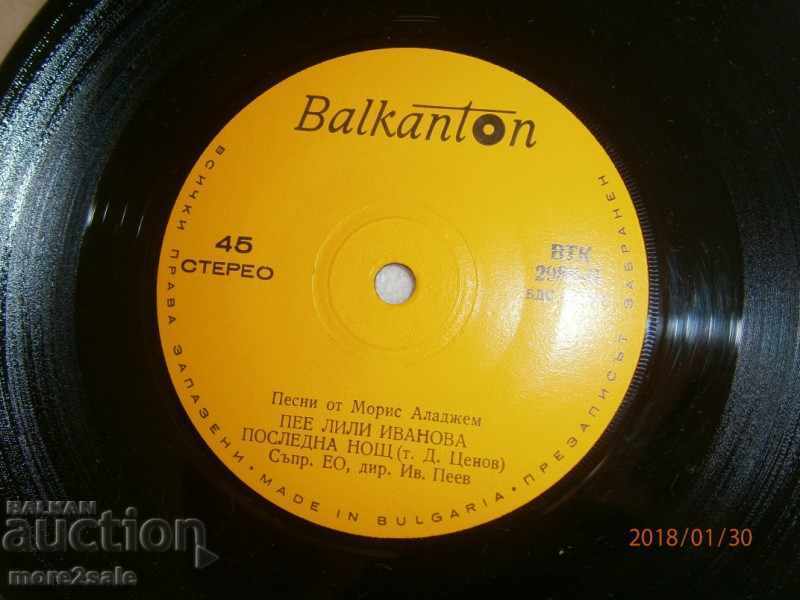 Balkanton
45
СТЕРЕО
ВТК
БДС
Песни от Морис Аладжем
ПЕЕ ЛИЛИ ИВАНОВА
ПОСЛЕДНА НОЩ (т. Д. Ценов)
Съпр. ЕО, дир. Ив. Пеев
ВСИЧКИ ПРАВА ЗАПАЗЕНИ · MADE IN BULGARIA · ПРЕЗАПИСЪТ ЗАБРАНЕН
BALKAN
auction
more2sale
2018/01/30